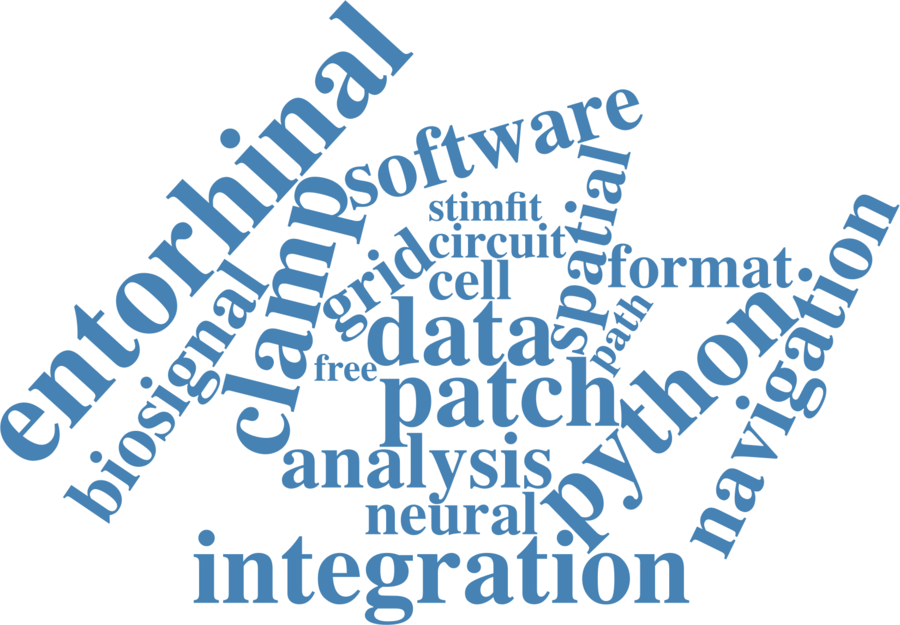 entorhinal
software
clamp
spatial
stimfit
circuit
grid
cell
format
navigation
biosignal
data
path
python
free
patch
analysis
neural
integration